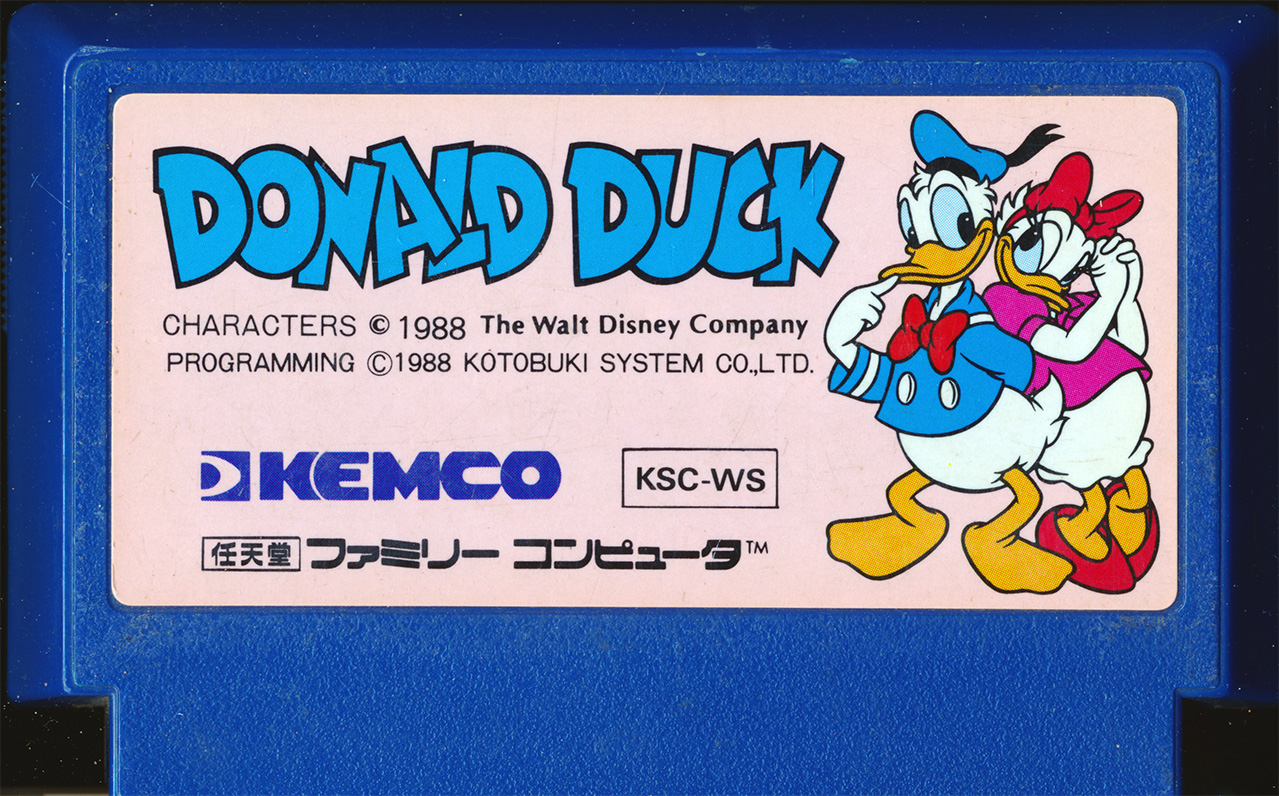 DONALD DUCK
CHARACTERS © 1988 The Walt Disney Company
PROGRAMMING ©1988 KOTOBUKI SYSTEM CO.,LTD.
KEMCO
KSC-WS
任天堂 ファミリー コンピュータ™